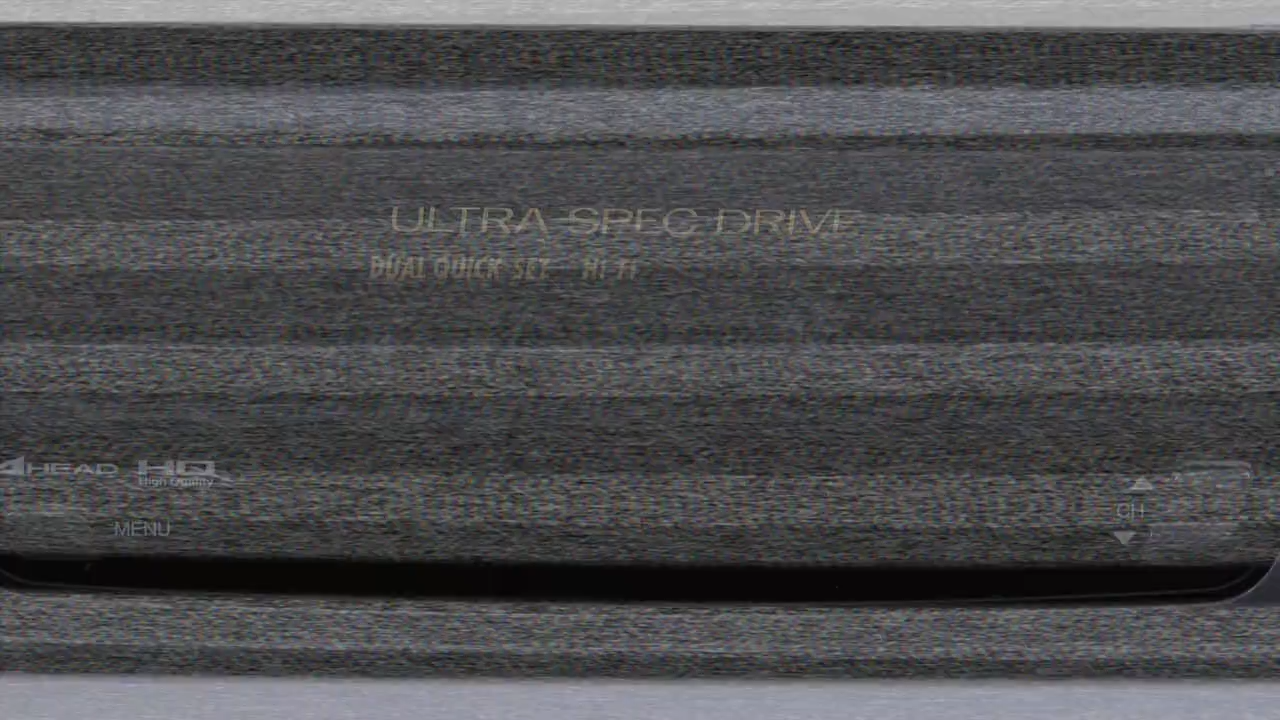 ULTRA SPEC DRIVE
DUAL QUICK SET Hi-Fi
4HEAD HQ
High Quality
MENU
CH